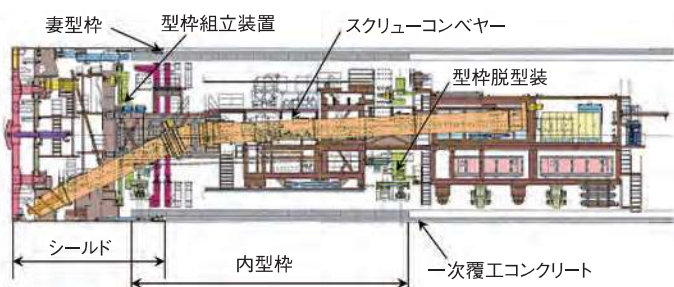 妻型枠
型枠組立装置
スクリューコンベヤー
型枠脱型装
シールド
内型枠
一次覆工コンクリート